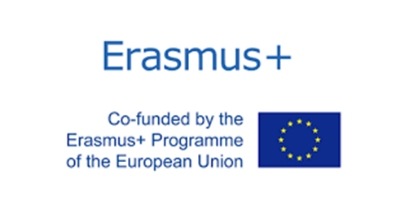 Erasmus+
Co-funded by the
Erasmus+ Programme
of the European Union